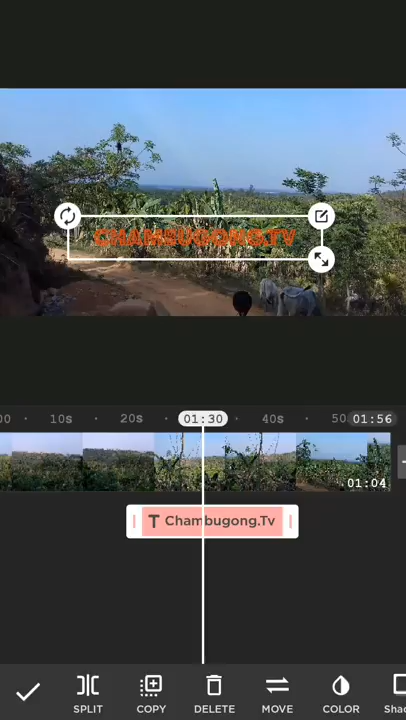 CHAMBUGONG.TV
00 10s 20s 01:30 40s 50 01:56
01:04
T Chambugong.Tv
SPLIT COPY DELETE MOVE COLOR Shad